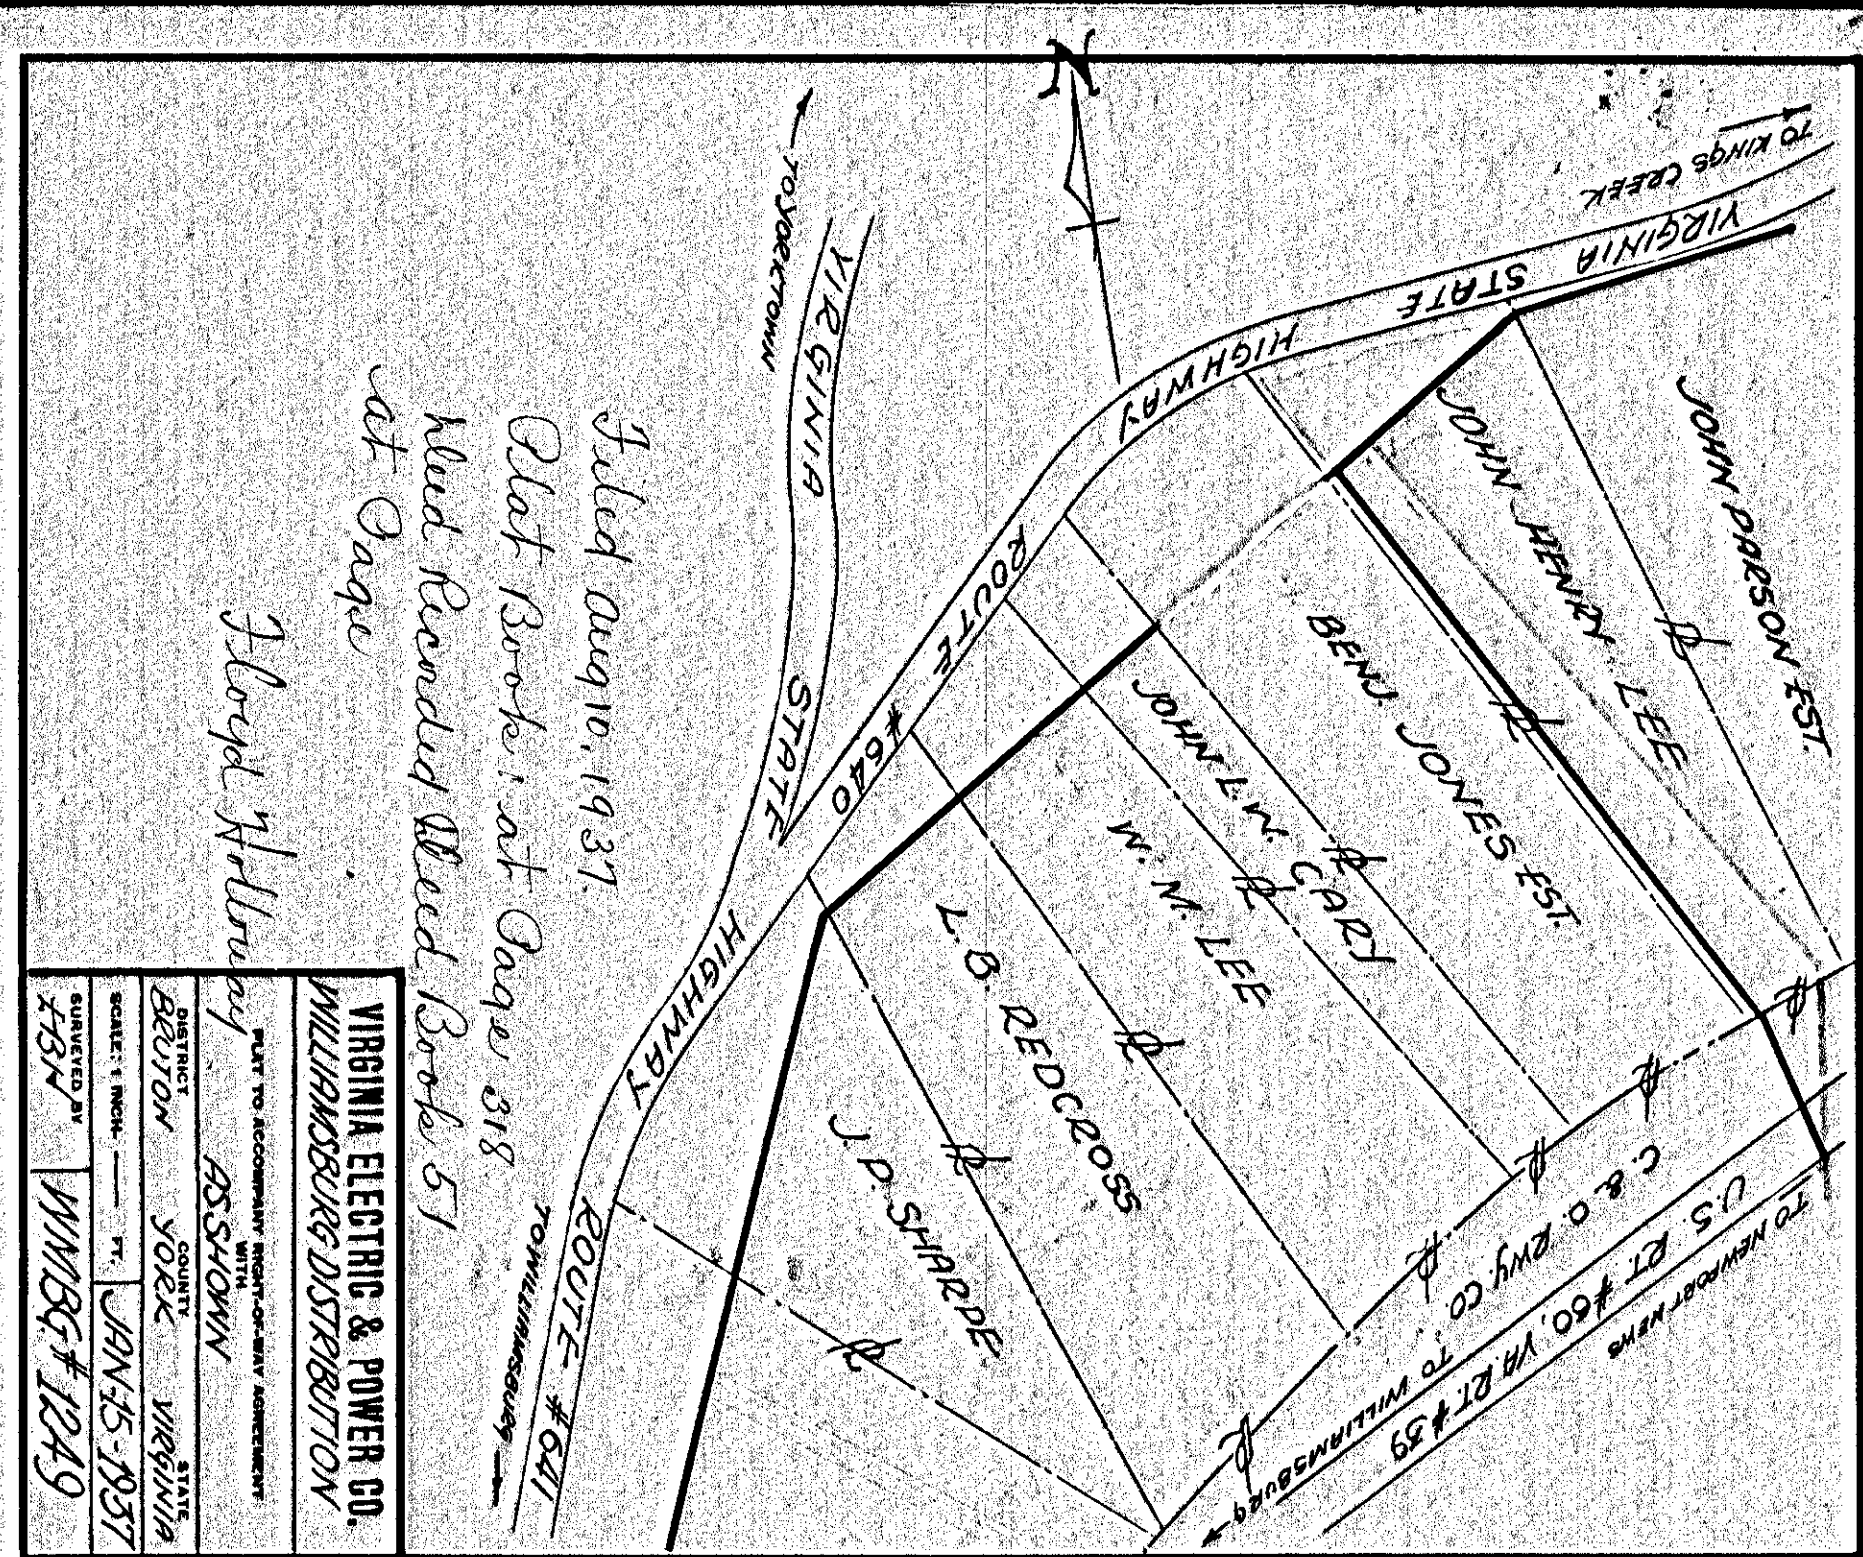 TO KINGS CREEK
VIRGINIA STATE HIGHWAY ROUTE #640
TO YORKTOWN
VIRGINIA STATE HIGHWAY ROUTE #641
TO WILLIAMSBURG
N
JOHN PARSON EST.
JOHN HENRY LEE
BENJ. JONES EST.
JOHN L.W. CARY
W. M. LEE
L. B. REDCROSS
J. P. SHARPE
C. & O. RWY. CO
U.S. RT. #60, VA. RT. #39
TO NEWPORT NEWS
TO WILLIAMSBURG
Filed Aug 10, 1937.
Plat Book: at Page 318
Deed Recorded Deed Book 51
at Page
Floyd Holloway
VIRGINIA ELECTRIC & POWER CO.
WILLIAMSBURG DISTRIBUTION
PLAT TO ACCOMPANY RIGHT-OF-WAY AGREEMENT
WITH
AS SHOWN
DISTRICT COUNTY STATE
BRUTON YORK VIRGINIA
SCALE: 1 INCH= FT. JAN-15-1937
SURVEYED BY
WMBG# 1249